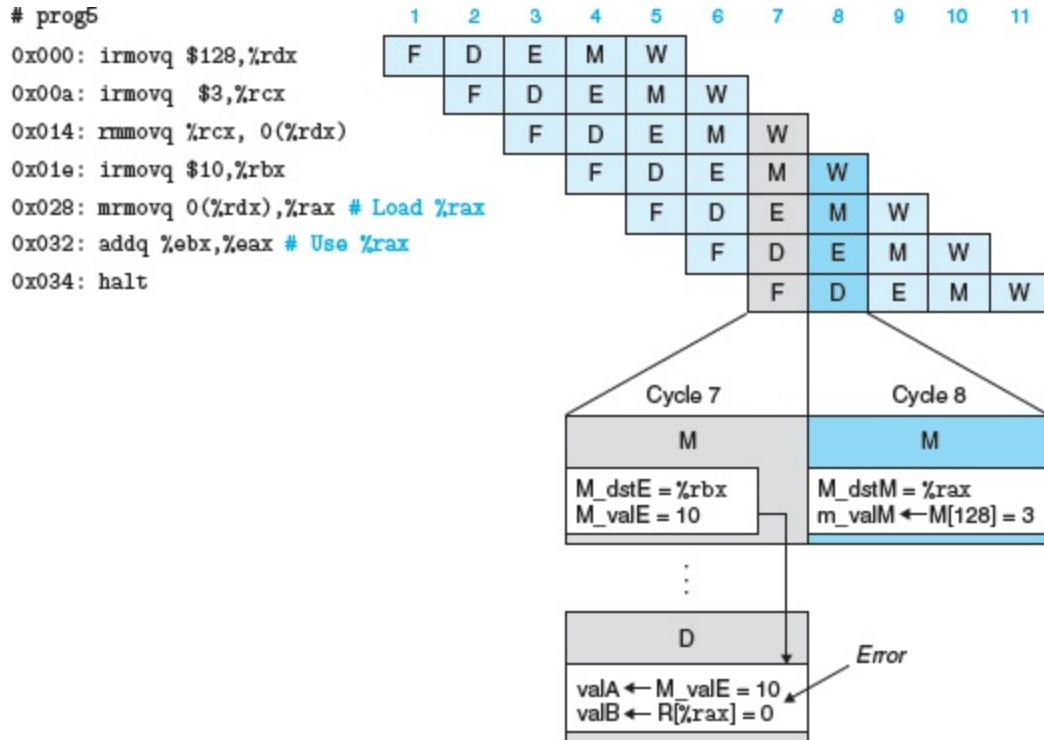 # prog5 1 2 3 4 5 6 7 8 9 10 11
0x000: irmovq $128,%rdx F D E M W
0x00a: irmovq $3,%rcx F D E M W
0x014: rmmovq %rcx, 0(%rdx) F D E M W
0x01e: irmovq $10,%rbx F D E M W
0x028: mrmovq 0(%rdx),%rax # Load %rax F D E M W
0x032: addq %ebx,%eax # Use %rax F D E M W
0x034: halt F D E M W
Cycle 7 Cycle 8
M M
M_dstE = %rbx M_dstM = %rax
M_valE = 10 m_valM ← M[128] = 3
⋮
D
Error
valA ← M_valE = 10
valB ← R[%rax] = 0